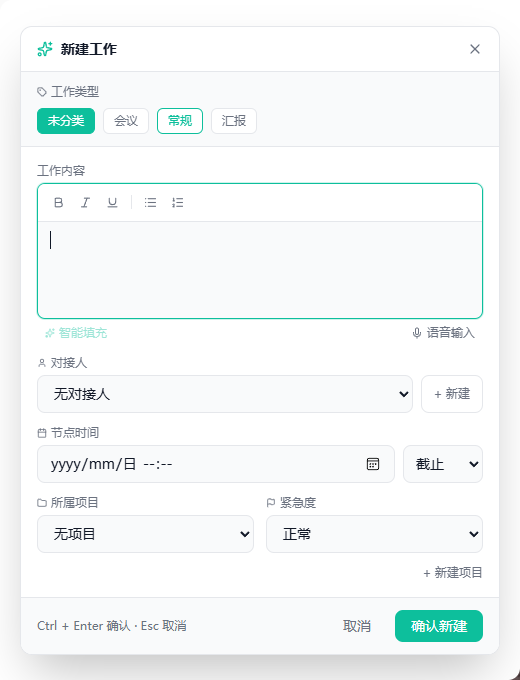 新建工作
工作类型
未分类 会议 常规 汇报
工作内容
B I U
智能填充 语音输入
对接人
无对接人 + 新建
节点时间
yyyy/mm/日 --:-- 截止
所属项目 紧急度
无项目 正常
+ 新建项目
Ctrl + Enter 确认 · Esc 取消 取消 确认新建